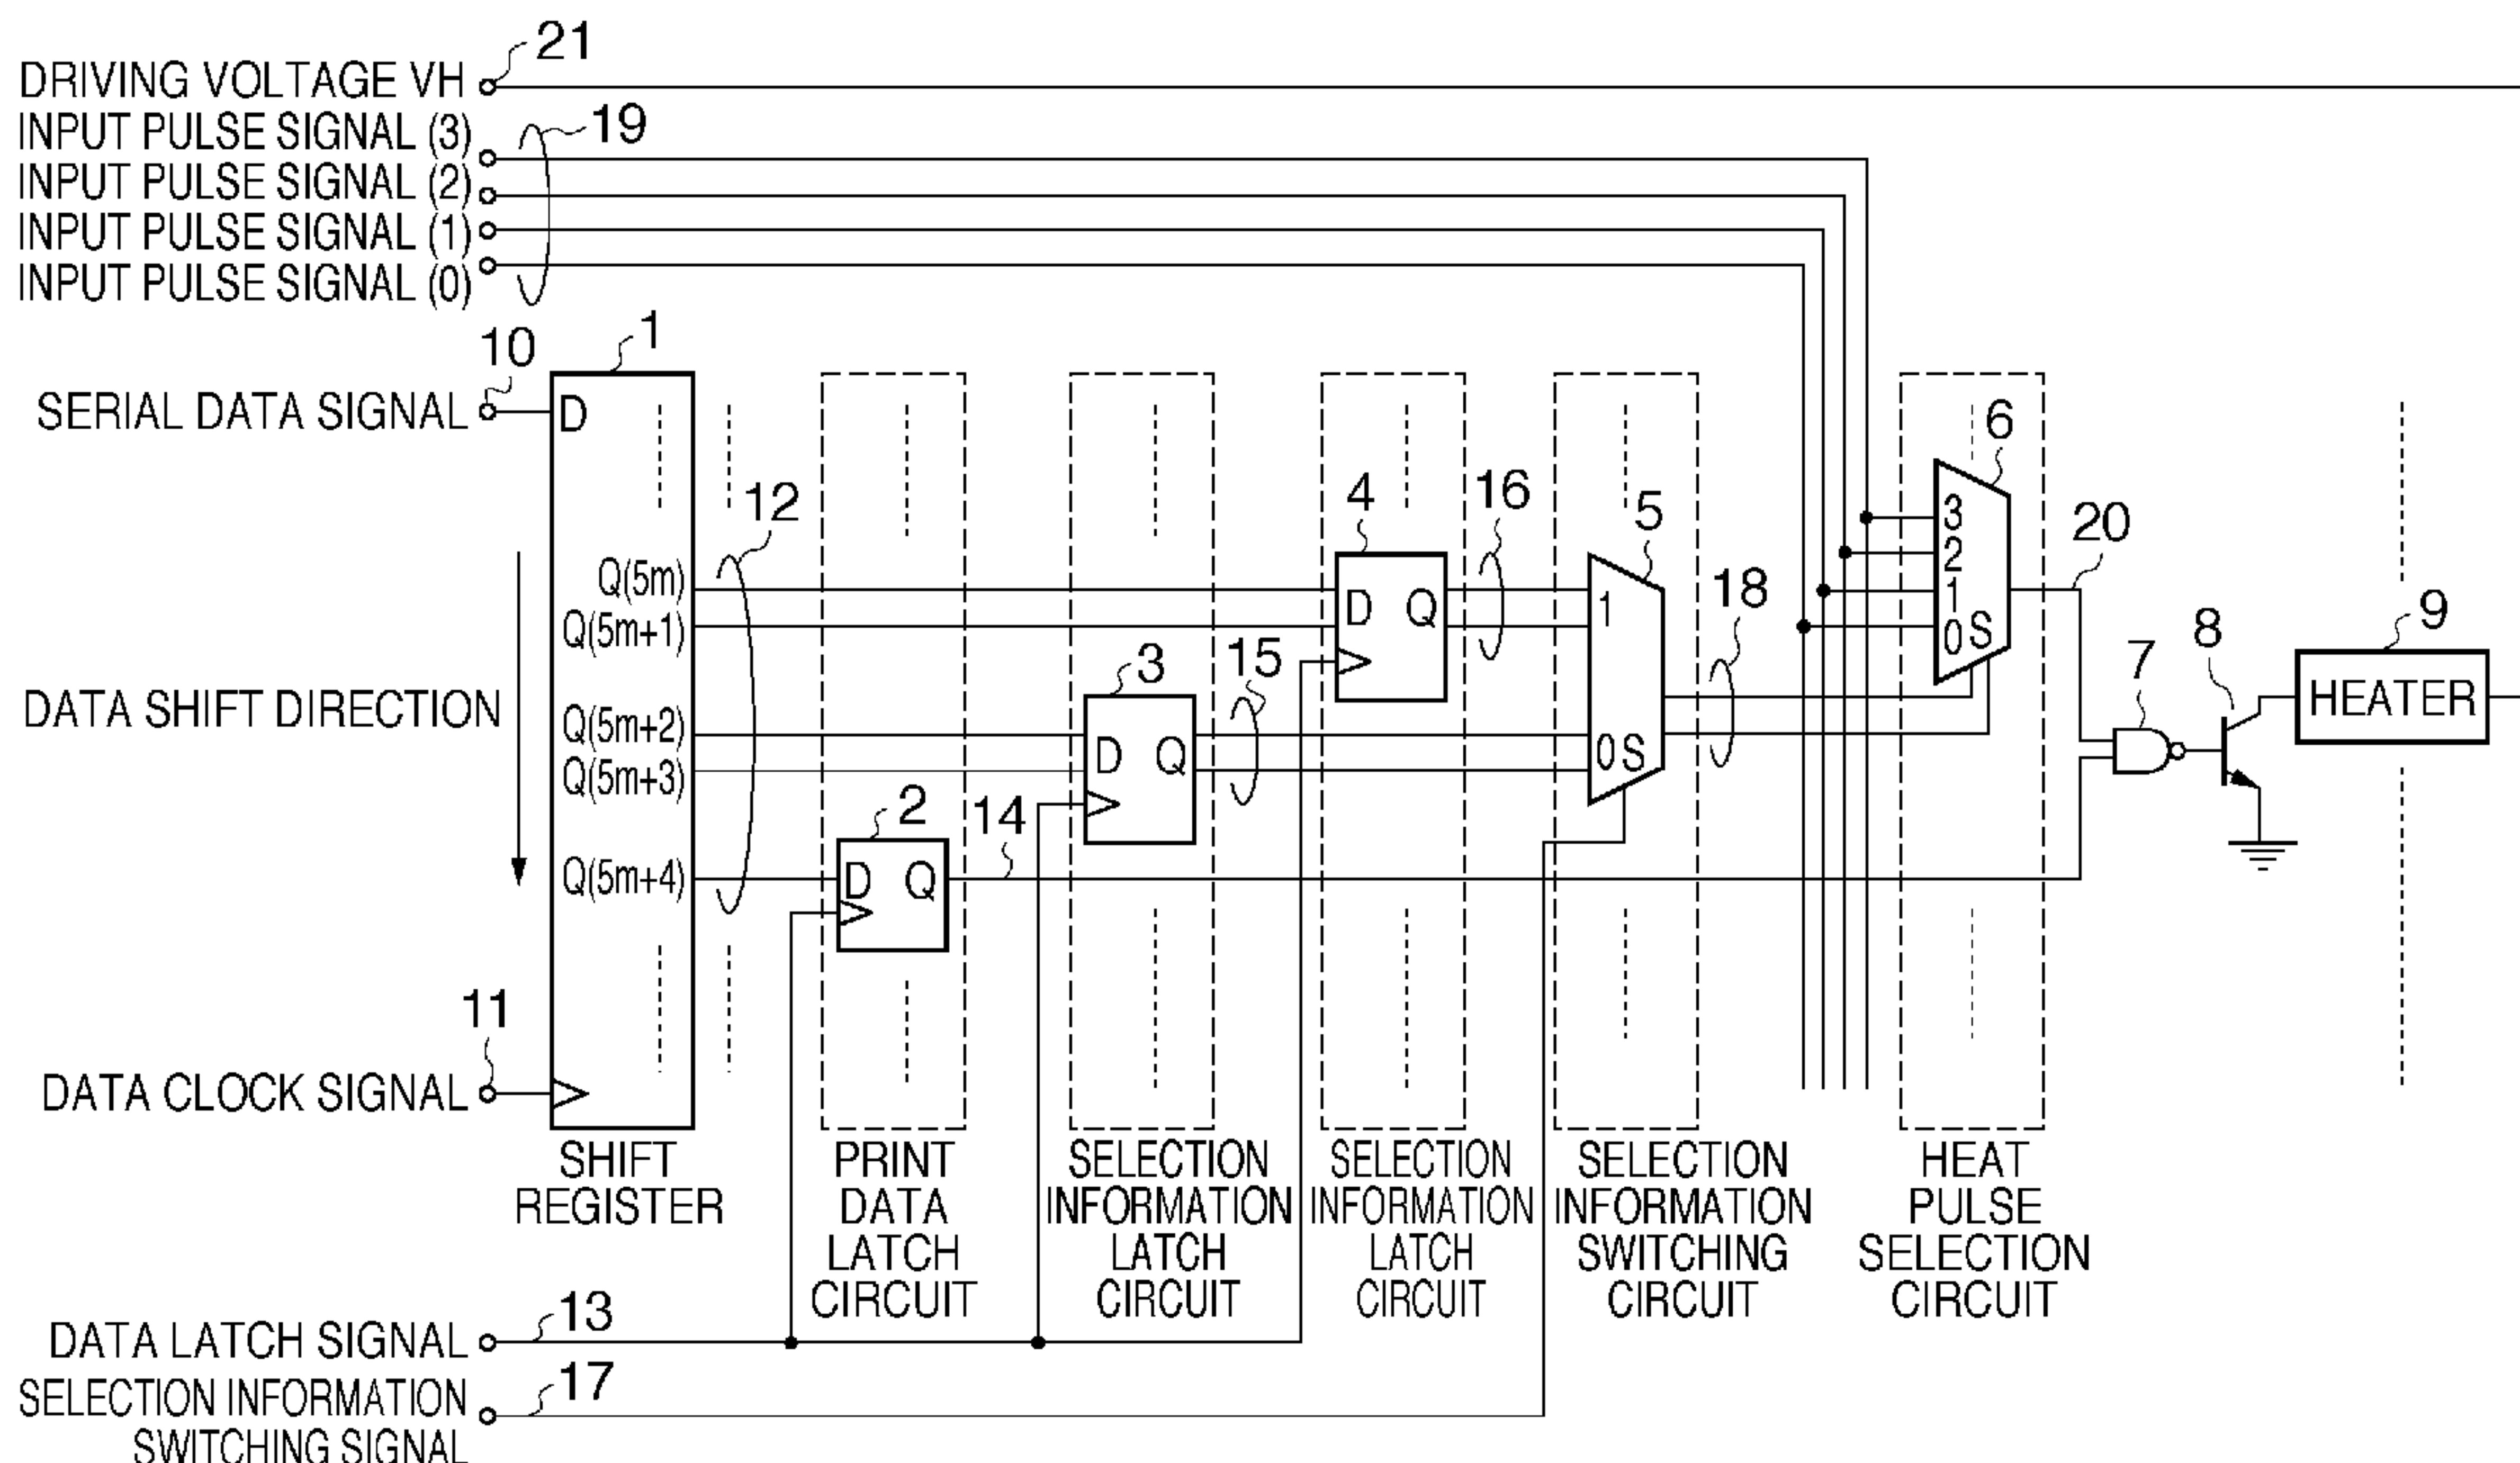 21
DRIVING VOLTAGE VH
INPUT PULSE SIGNAL (3)
19
INPUT PULSE SIGNAL (2)
INPUT PULSE SIGNAL (1)
INPUT PULSE SIGNAL (0)
10
1
SERIAL DATA SIGNAL
D
6
12
4
16
5
3
20
18
Q(5m)
D Q
1
2
1
0 S
Q(5m+1)
9
8
7
3
15
DATA SHIFT DIRECTION
HEATER
Q(5m+2)
D Q
0 S
Q(5m+3)
2
14
Q(5m+4)
D Q
11
DATA CLOCK SIGNAL
SHIFT
REGISTER
PRINT
DATA
LATCH
CIRCUIT
SELECTION
INFORMATION
LATCH
CIRCUIT
SELECTION
INFORMATION
LATCH
CIRCUIT
SELECTION
INFORMATION
SWITCHING
CIRCUIT
HEAT
PULSE
SELECTION
CIRCUIT
DATA LATCH SIGNAL
13
SELECTION INFORMATION
SWITCHING SIGNAL
17